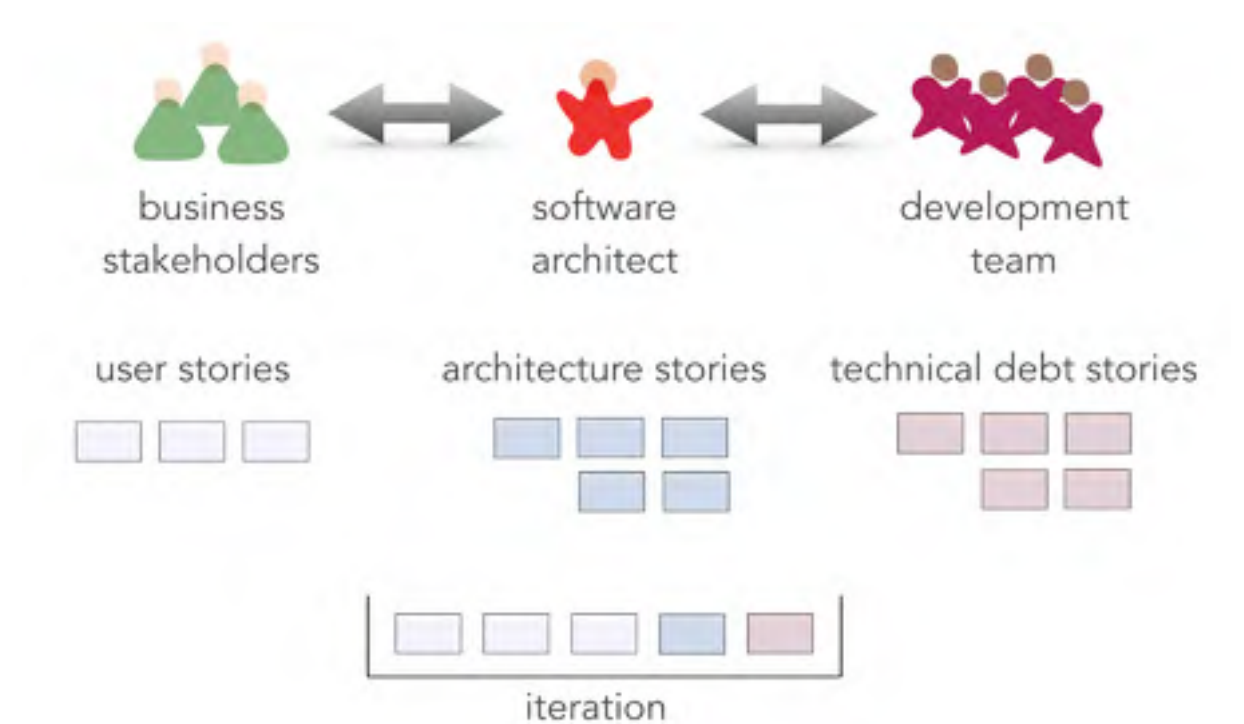 business
stakeholders
software
architect
development
team
user stories
architecture stories
technical debt stories
iteration